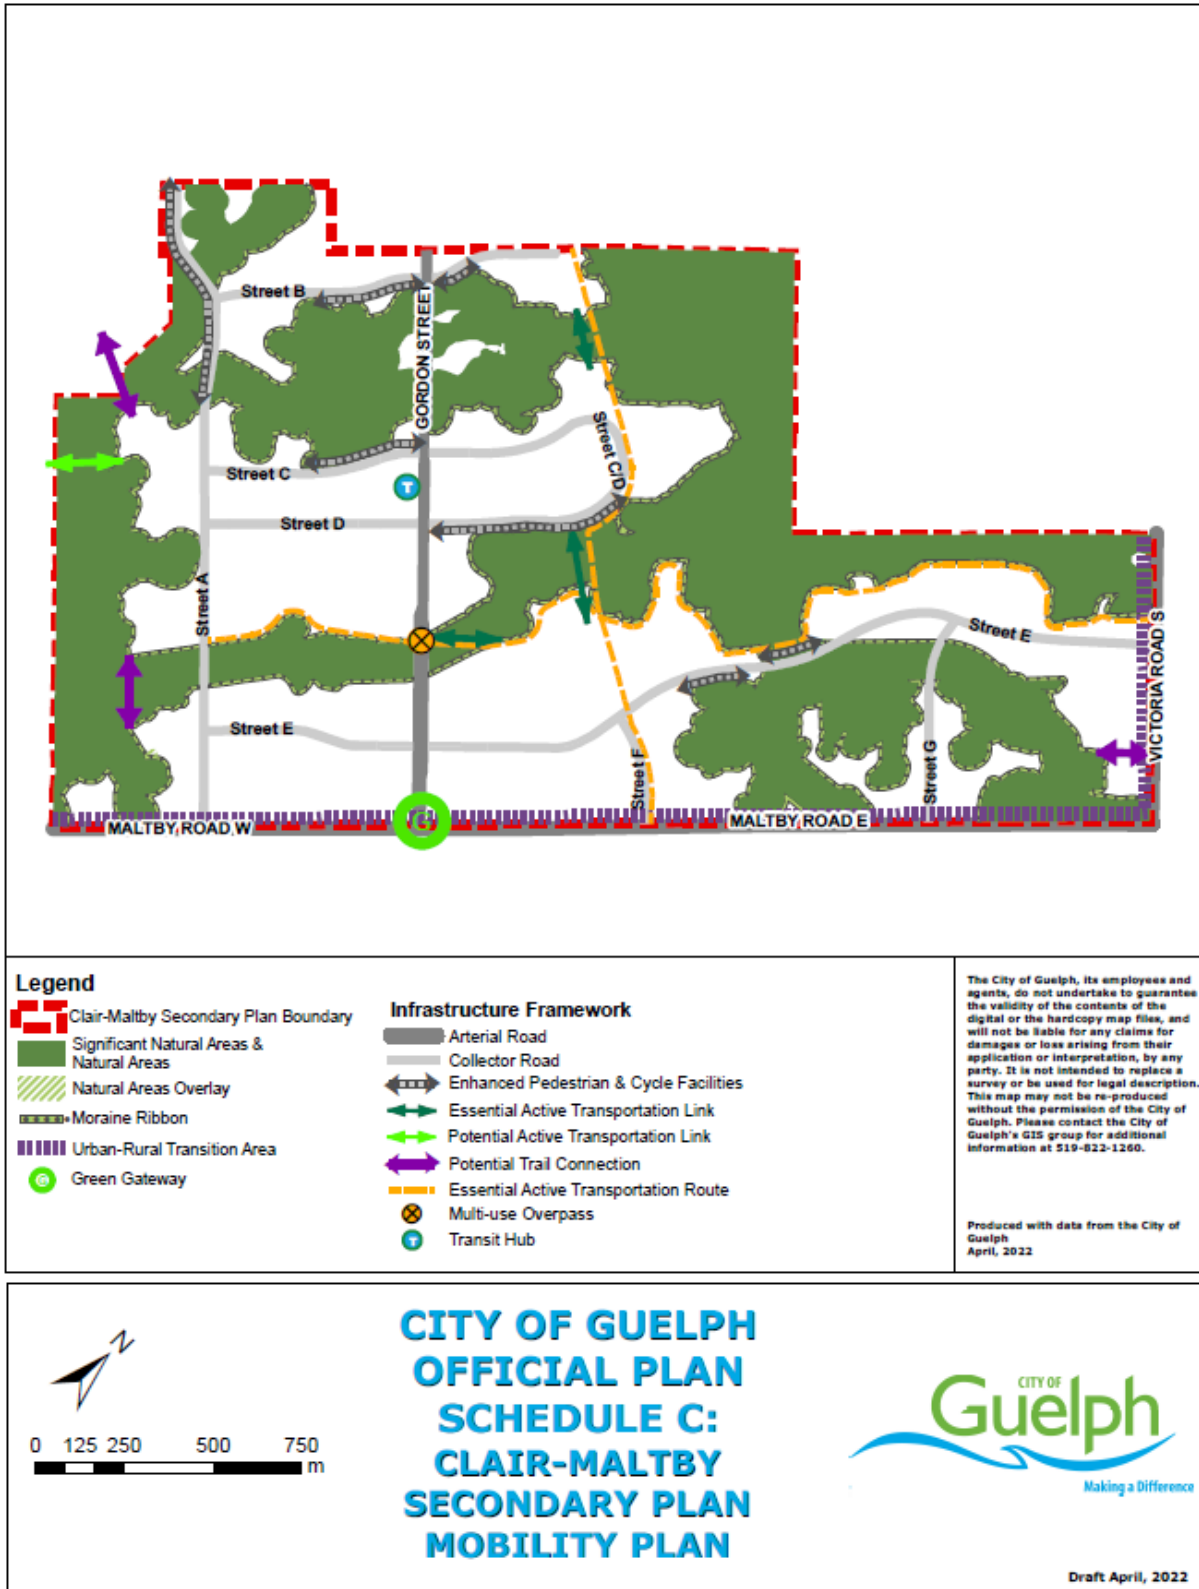 Street B
GORDON STREET
Street C/D
Street C
T
Street D
Street A
Street E
VICTORIA ROAD S
Street E
Street F
Street G
G
MALTBY ROAD W
MALTBY ROAD E
Legend
Clair-Maltby Secondary Plan Boundary
Significant Natural Areas &
Natural Areas
Natural Areas Overlay
Moraine Ribbon
Urban-Rural Transition Area
G
Green Gateway
Infrastructure Framework
Arterial Road
Collector Road
Enhanced Pedestrian & Cycle Facilities
Essential Active Transportation Link
Potential Active Transportation Link
Potential Trail Connection
Essential Active Transportation Route
Multi-use Overpass
T
Transit Hub
The City of Guelph, its employees and
agents, do not undertake to guarantee
the validity of the contents of the
digital or the hardcopy map files, and
will not be liable for any claims for
damages or loss arising from their
application or interpretation, by any
party. It is not intended to replace a
survey or be used for legal description.
This map may not be re-produced
without the permission of the City of
Guelph. Please contact the City of
Guelph's GIS group for additional
information at 519-822-1260.
Produced with data from the City of
Guelph
April, 2022
N
0 125 250 500 750
m
CITY OF GUELPH
OFFICIAL PLAN
SCHEDULE C:
CLAIR-MALTBY
SECONDARY PLAN
MOBILITY PLAN
CITY OF
Guelph
Making a Difference
Draft April, 2022